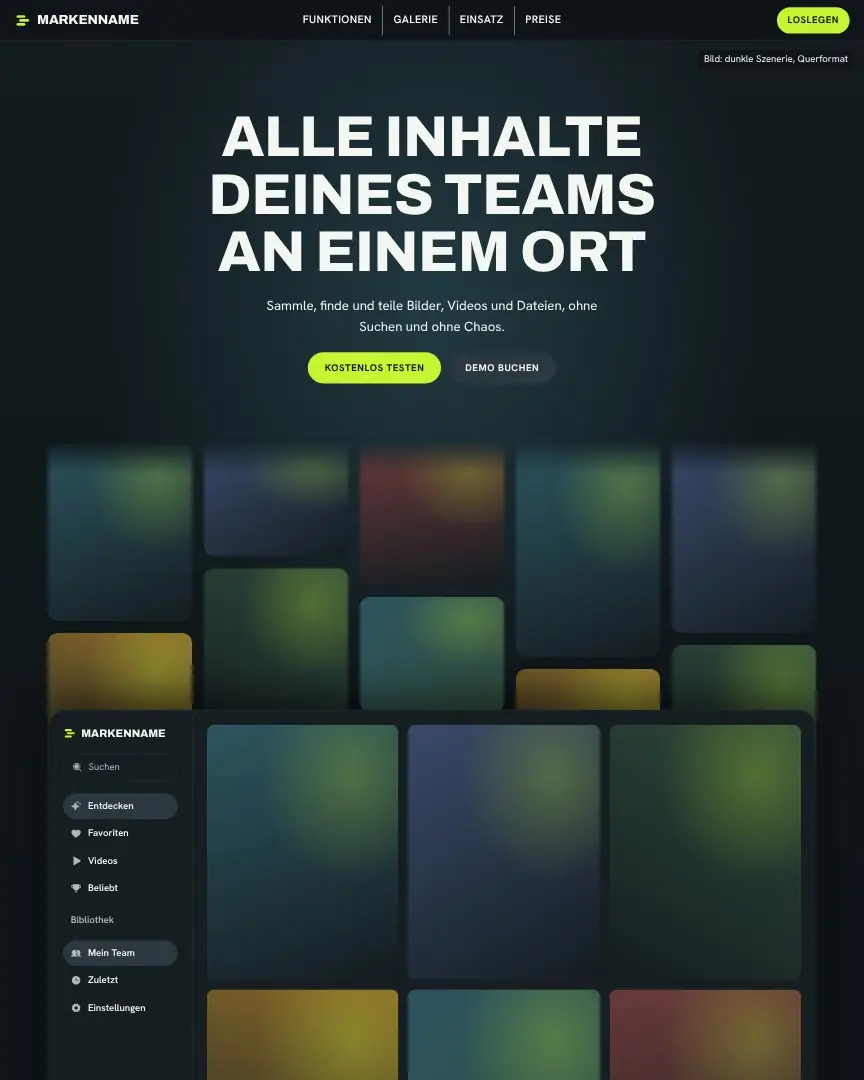 MARKENNAME
FUNKTIONEN
GALERIE
EINSATZ
PREISE
LOSLEGEN
Bild: dunkle Szenerie, Querformat
ALLE INHALTE
DEINES TEAMS
AN EINEM ORT
Sammle, finde und teile Bilder, Videos und Dateien, ohne
Suchen und ohne Chaos.
KOSTENLOS TESTEN
DEMO BUCHEN
MARKENNAME
Suchen
Entdecken
Favoriten
Videos
Beliebt
Bibliothek
Mein Team
Zuletzt
Einstellungen